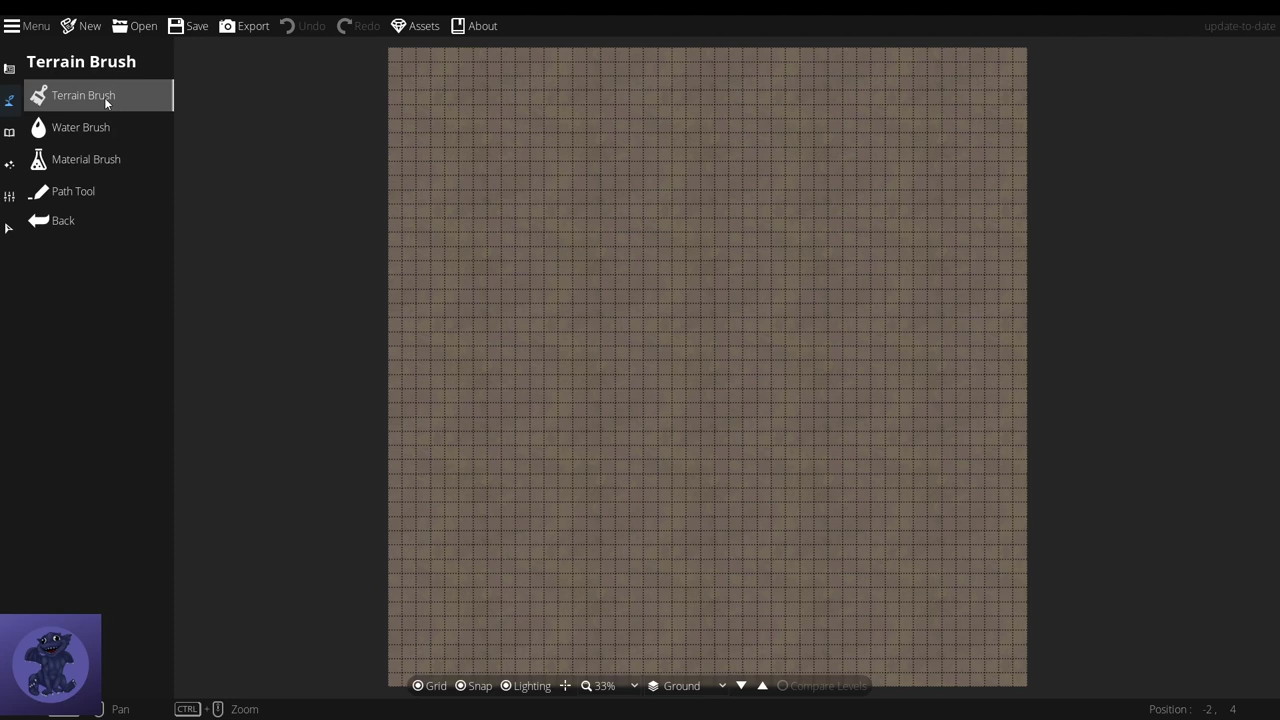 Menu New Open Save Export Undo Redo Assets About update-to-date
Terrain Brush
Terrain Brush
Water Brush
Material Brush
Path Tool
Back
Grid Snap Lighting 33% Ground Compare Levels
Pan CTRL + Zoom Position : -2, 4